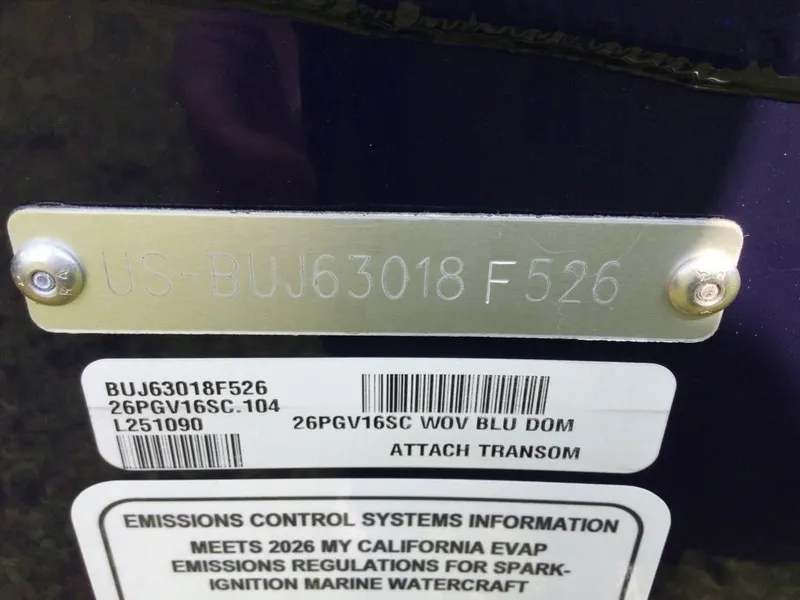 US-BUJ63018F526
BUJ63018F526
26PGV16SC.104
L251090
26PGV16SC WOV BLU DOM
ATTACH TRANSOM
EMISSIONS CONTROL SYSTEMS INFORMATION
MEETS 2026 MY CALIFORNIA EVAP
EMISSIONS REGULATIONS FOR SPARK-
IGNITION MARINE WATERCRAFT